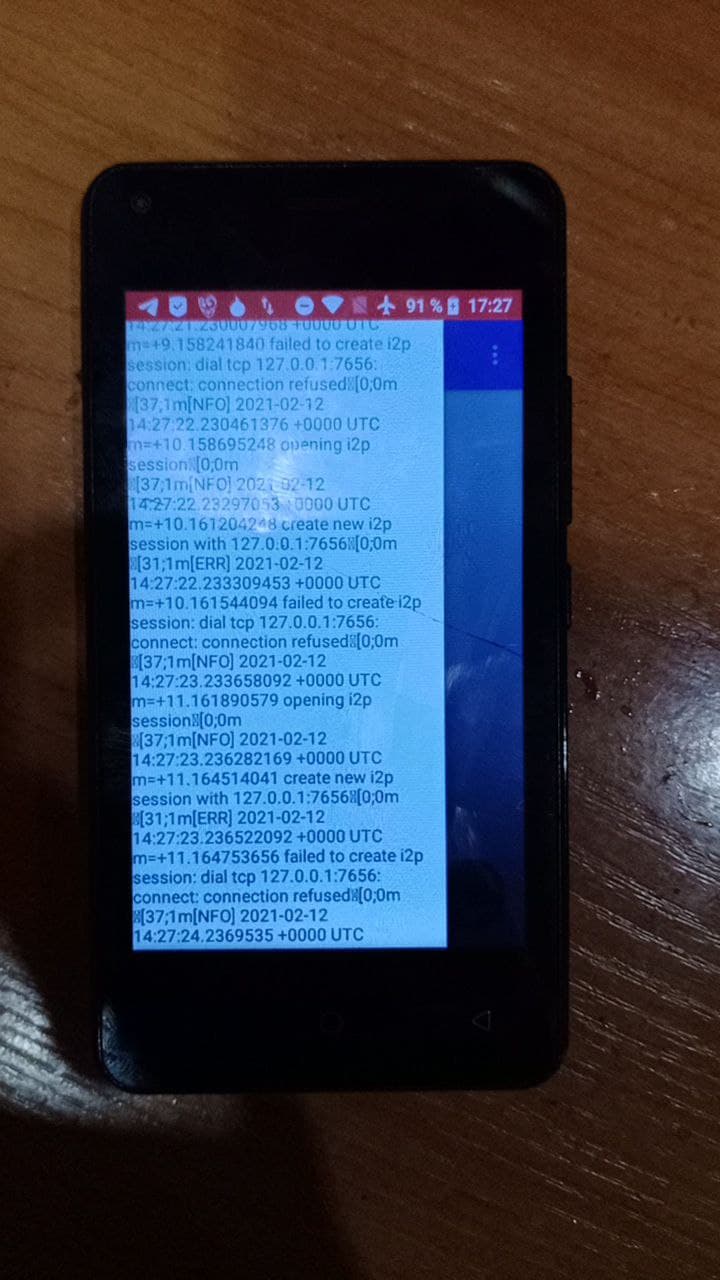 91 % 17:27
14:27:21.230007968 +0000 UTC
m=+9.158241840 failed to create i2p
session: dial tcp 127.0.0.1:7656:
connect: connection refused[0;0m
[37;1m[NFO] 2021-02-12
14:27:22.230461376 +0000 UTC
m=+10.158695248 opening i2p
session[0;0m
[37;1m[NFO] 2021-02-12
14:27:22.23297053 +0000 UTC
m=+10.161204248 create new i2p
session with 127.0.0.1:7656[0;0m
[31;1m[ERR] 2021-02-12
14:27:22.233309453 +0000 UTC
m=+10.161544094 failed to create i2p
session: dial tcp 127.0.0.1:7656:
connect: connection refused[0;0m
[37;1m[NFO] 2021-02-12
14:27:23.233658092 +0000 UTC
m=+11.161890579 opening i2p
session[0;0m
[37;1m[NFO] 2021-02-12
14:27:23.236282169 +0000 UTC
m=+11.164514041 create new i2p
session with 127.0.0.1:7656[0;0m
[31;1m[ERR] 2021-02-12
14:27:23.236522092 +0000 UTC
m=+11.164753656 failed to create i2p
session: dial tcp 127.0.0.1:7656:
connect: connection refused[0;0m
[37;1m[NFO] 2021-02-12
14:27:24.2369535 +0000 UTC